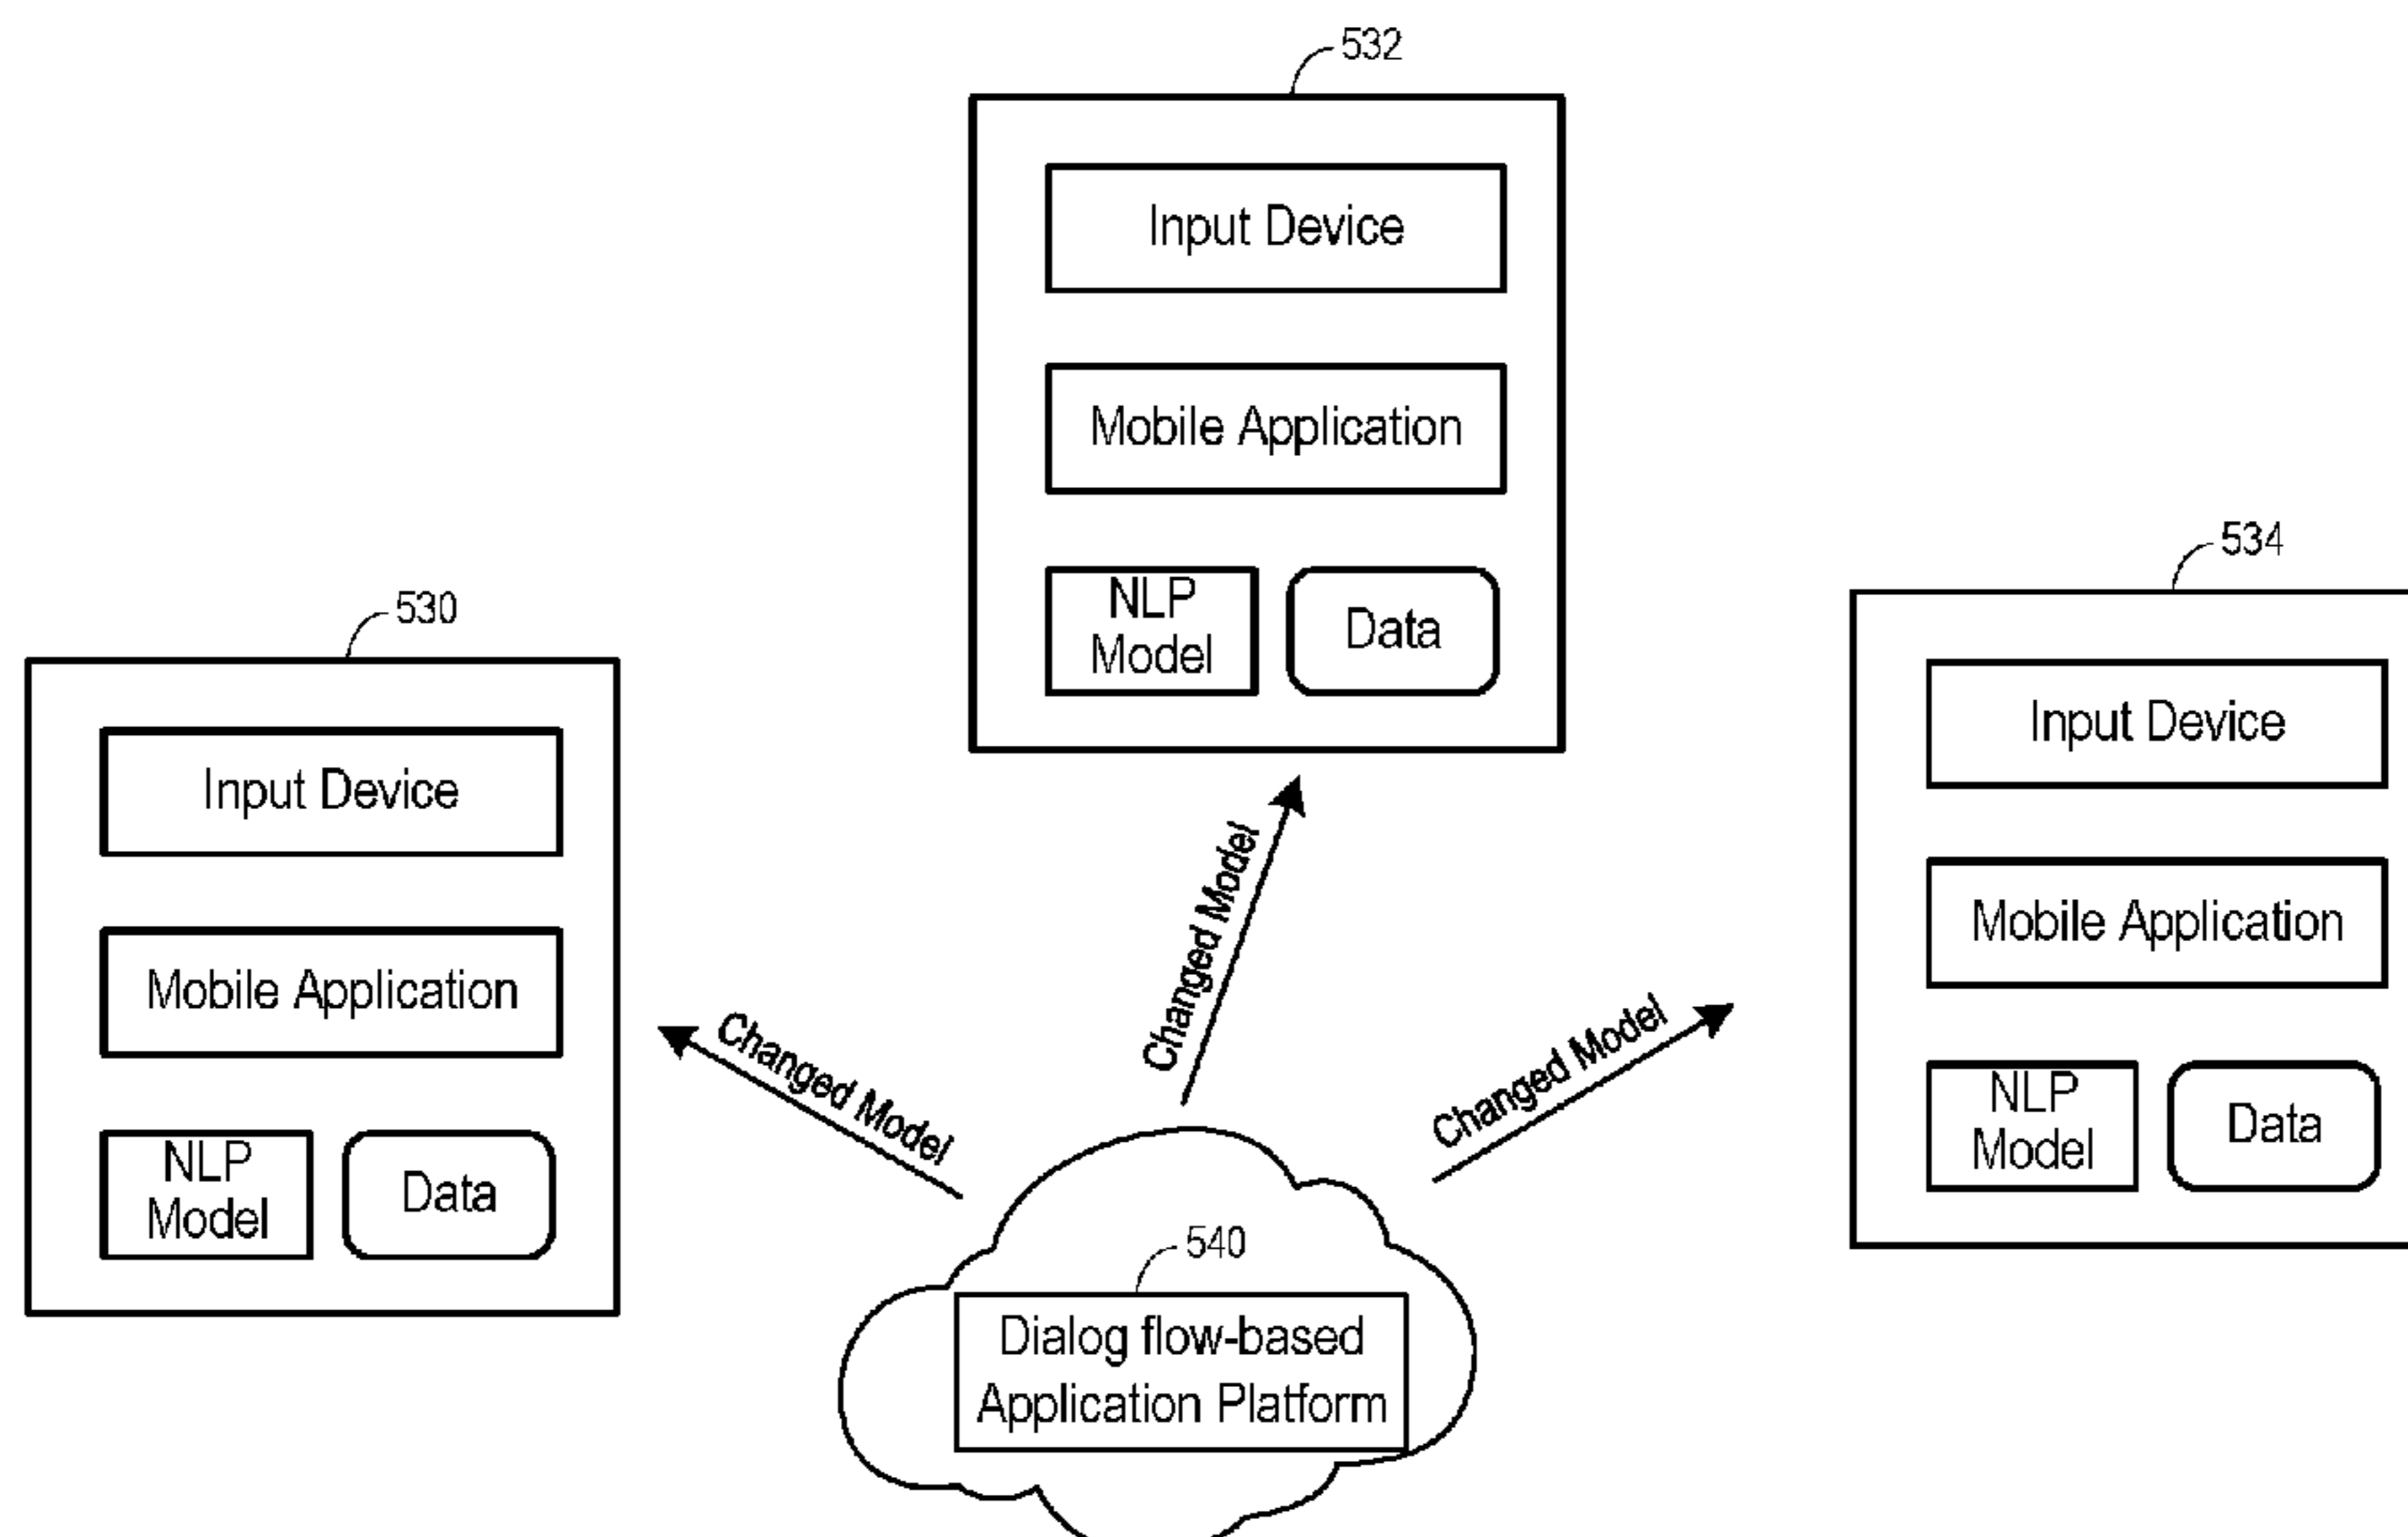 532
Input Device
Mobile Application
NLP
Model
Data
530
Input Device
Mobile Application
NLP
Model
Data
534
Input Device
Mobile Application
NLP
Model
Data
Changed Model
Changed Model
Changed Model
540
Dialog flow-based
Application Platform